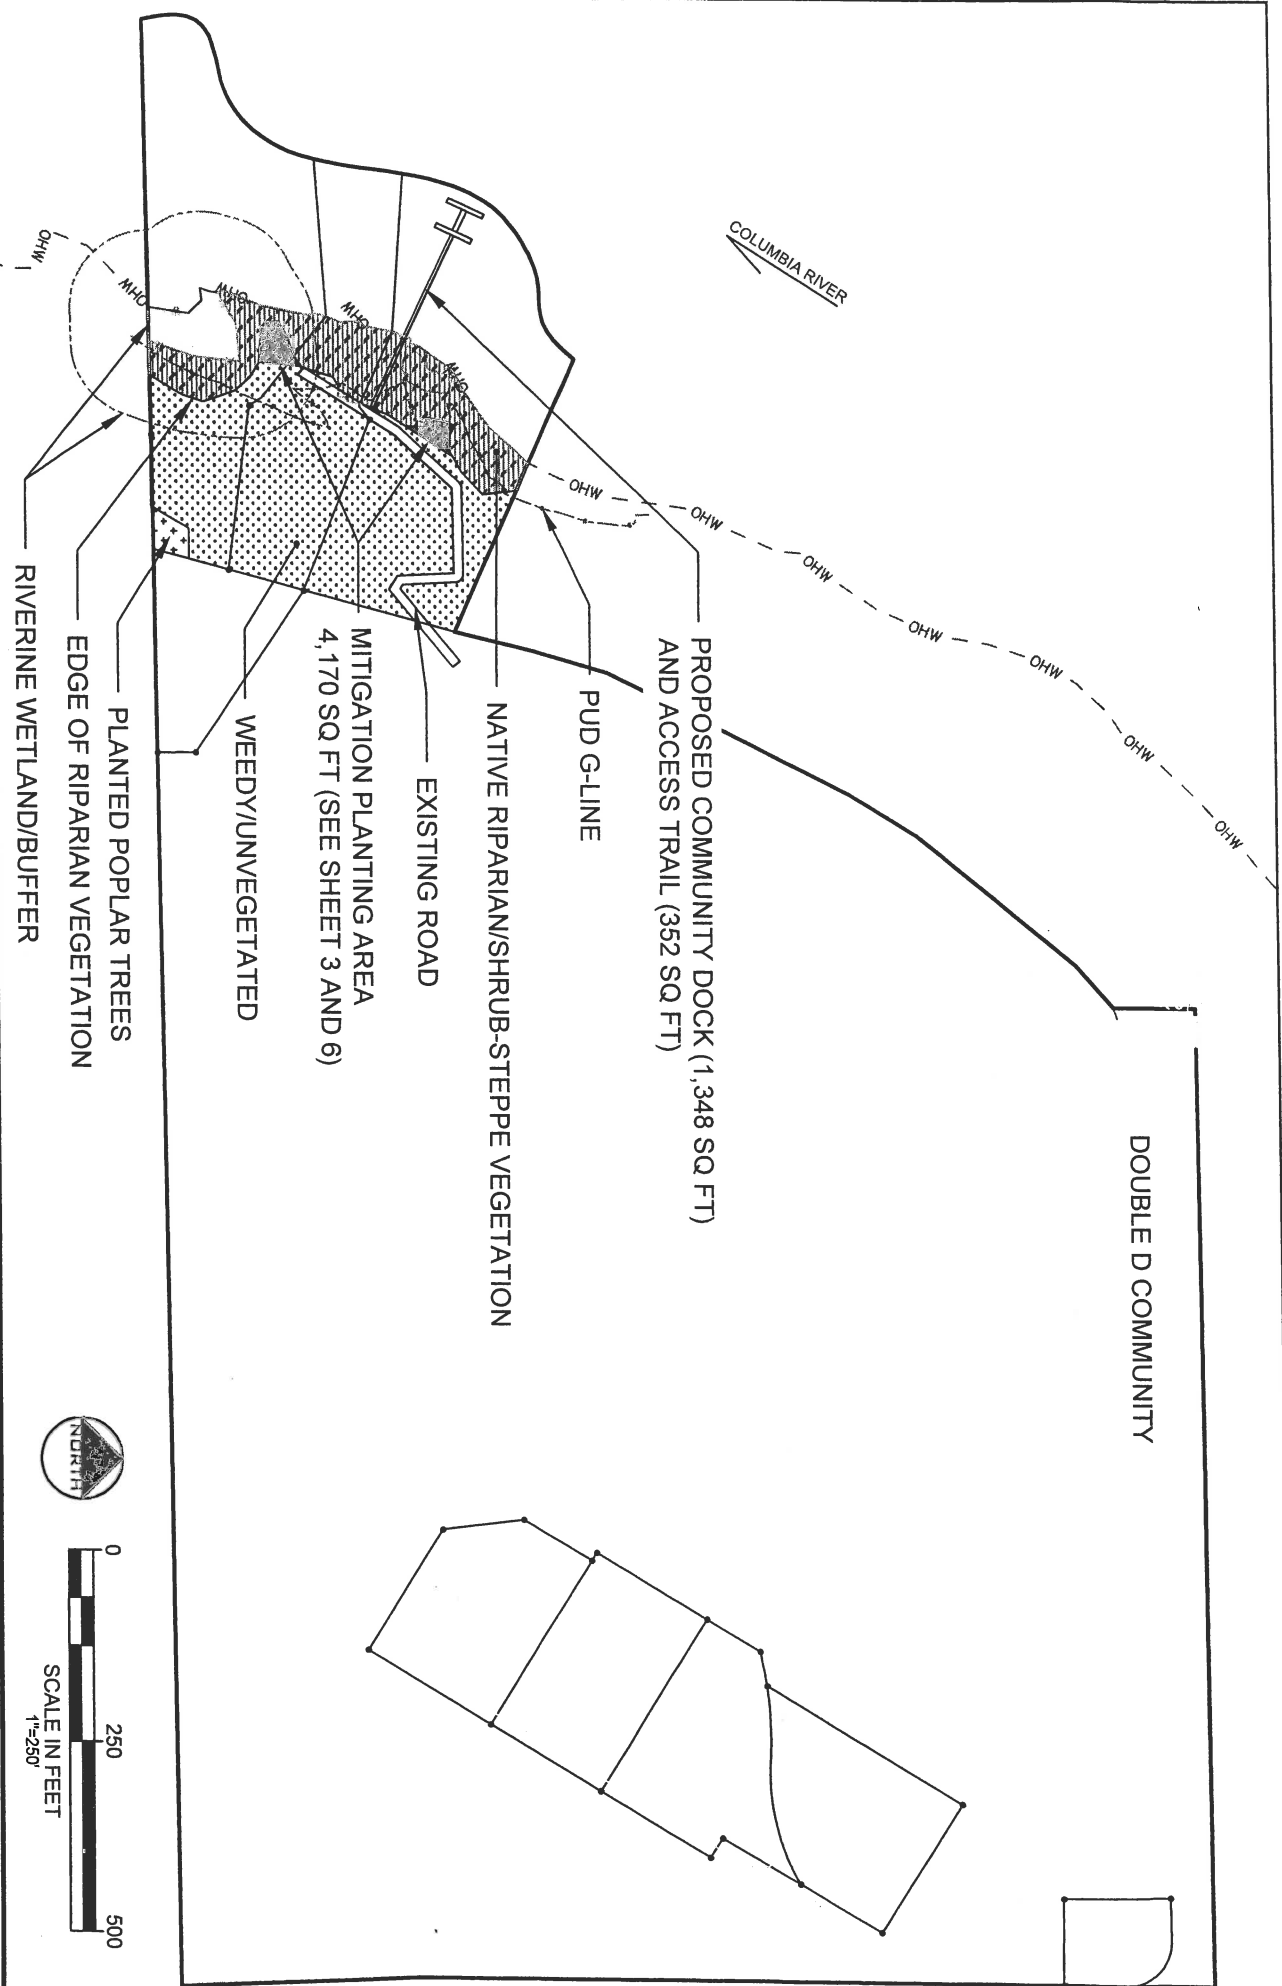 DOUBLE D COMMUNITY
COLUMBIA RIVER
OHW
OHW
OHW
OHW
OHW
OHW
OHW
OHW
OHW
OHW
OHW
OHW
OHW
PROPOSED COMMUNITY DOCK (1,348 SQ FT)
AND ACCESS TRAIL (352 SQ FT)
PUD G-LINE
NATIVE RIPARIAN/SHRUB-STEPPE VEGETATION
EXISTING ROAD
MITIGATION PLANTING AREA
4,170 SQ FT (SEE SHEET 3 AND 6)
WEEDY/UNVEGETATED
PLANTED POPLAR TREES
EDGE OF RIPARIAN VEGETATION
RIVERINE WETLAND/BUFFER
NORTH
0 250 500
SCALE IN FEET
1"=250'